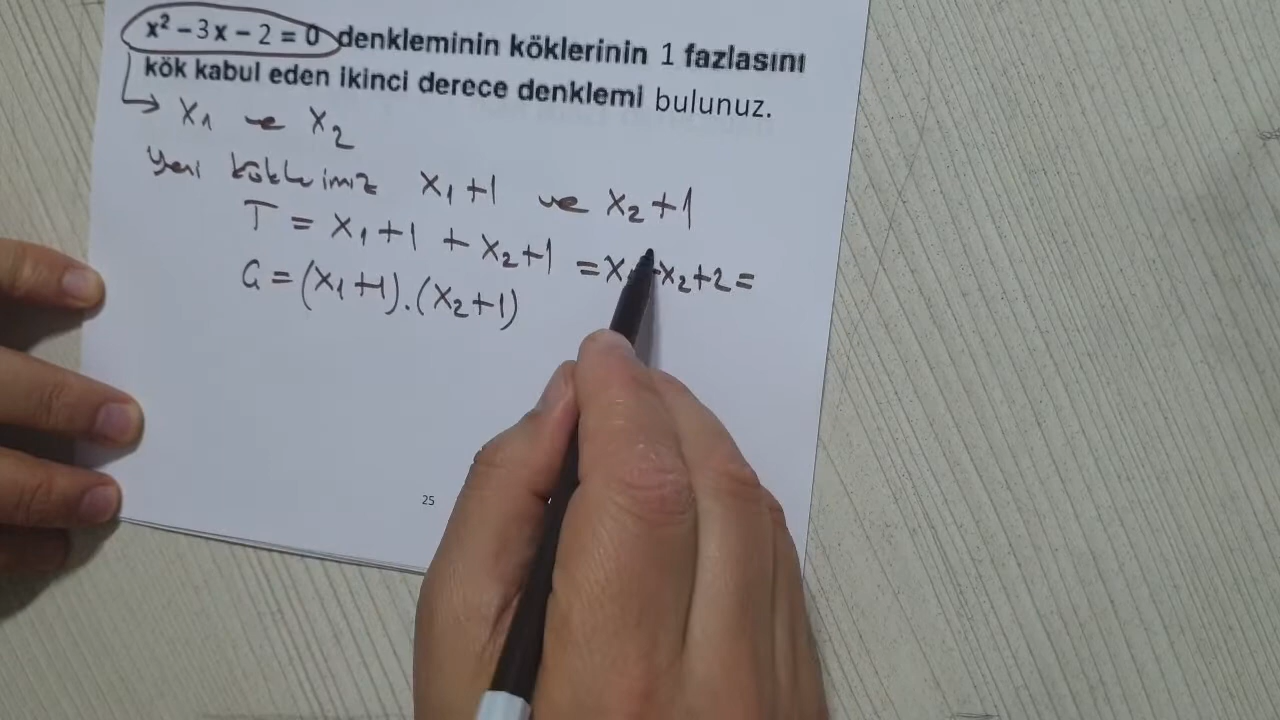 x² - 3x - 2 = 0 denkleminin köklerinin 1 fazlasını
kök kabul eden ikinci derece denklemi bulunuz.
x₁ ve x₂
yeni köklerimiz x₁+1 ve x₂+1
T = x₁+1 + x₂+1 = x₁+x₂+2=
Ç = (x₁+1).(x₂+1)
25